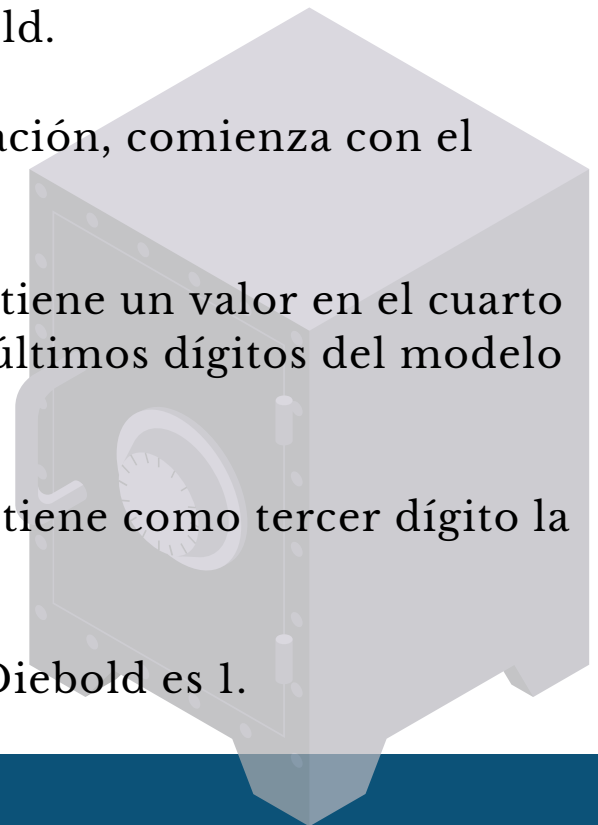 ld.
ación, comienza con el
tiene un valor en el cuarto
últimos dígitos del modelo
tiene como tercer dígito la
Diebold es 1.